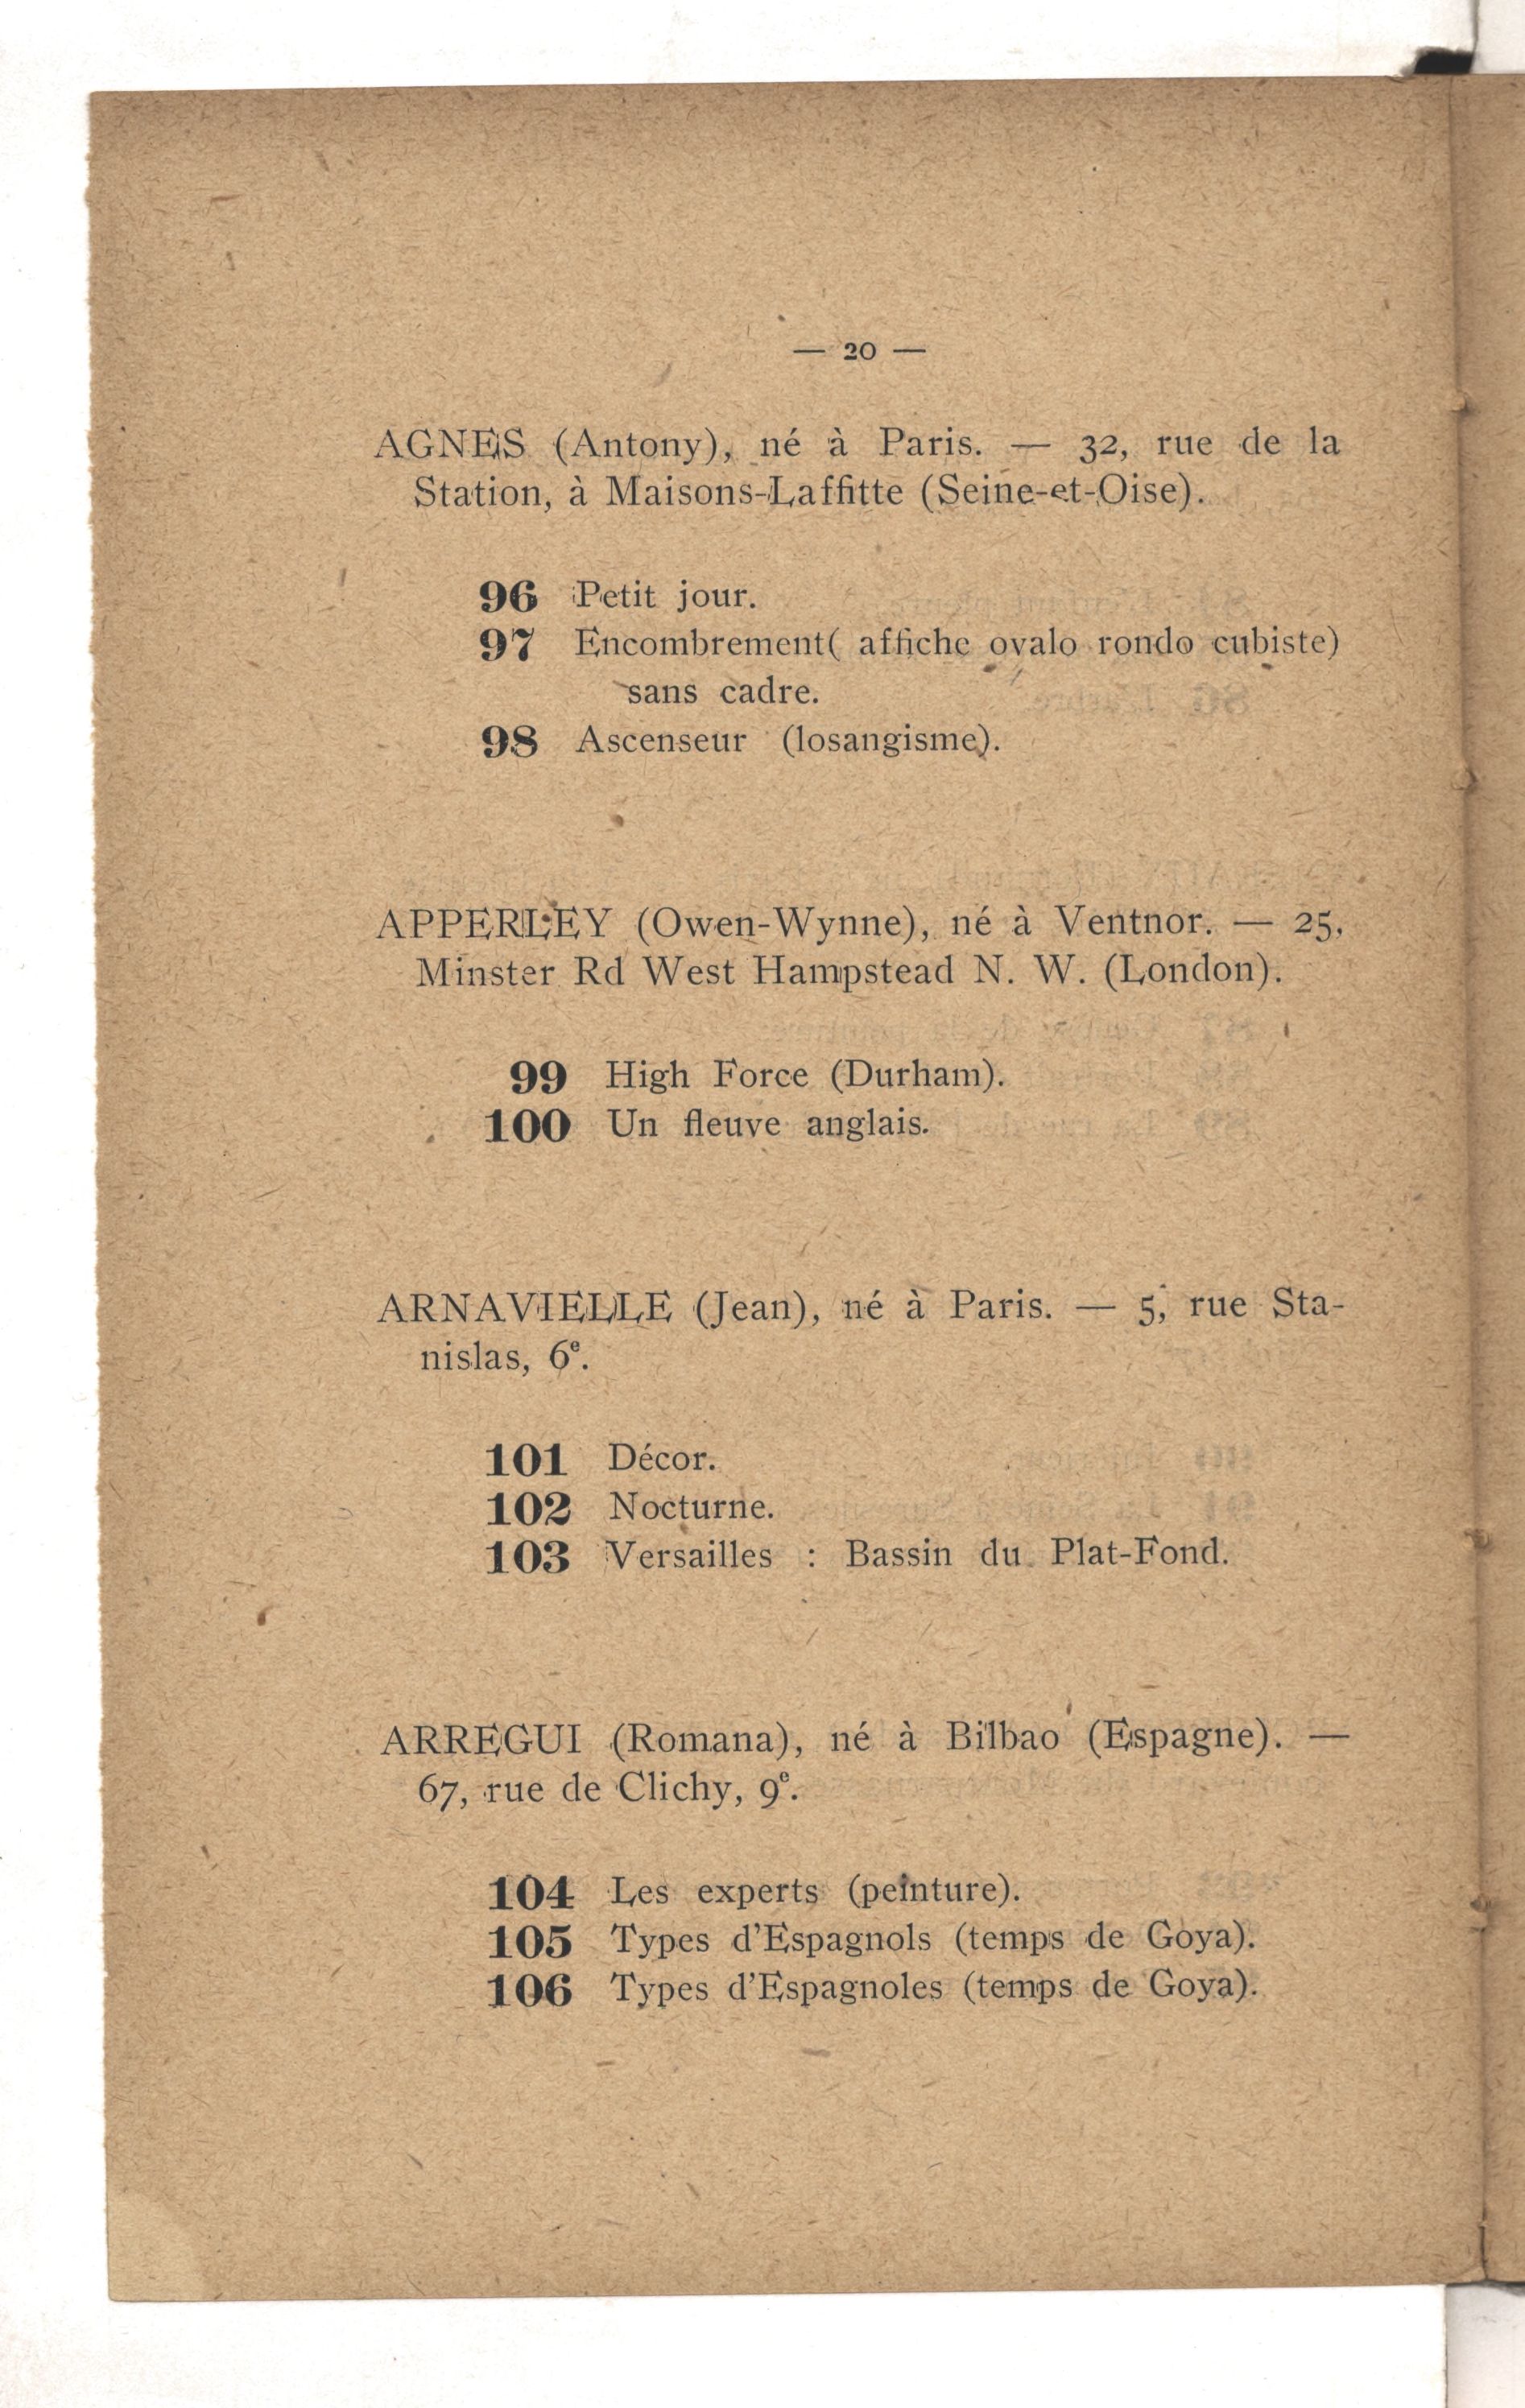 — 20 —
AGNES (Antony), né à Paris. — 32, rue de la
Station, à Maisons-Laffitte (Seine-et-Oise).
96 Petit jour.
97 Encombrement( affiche ovalo rondo cubiste)
sans cadre.
98 Ascenseur (losangisme).
APPERLEY (Owen-Wynne), né à Ventnor. — 25,
Minster Rd West Hampstead N. W. (London).
99 High Force (Durham).
100 Un fleuve anglais.
ARNAVIELLE (Jean), né à Paris. — 5, rue Sta-
nislas, 6e.
101 Décor.
102 Nocturne.
103 Versailles : Bassin du Plat-Fond.
ARREGUI (Romana), né à Bilbao (Espagne). —
67, rue de Clichy, 9e.
104 Les experts (peinture).
105 Types d'Espagnols (temps de Goya).
106 Types d'Espagnoles (temps de Goya).